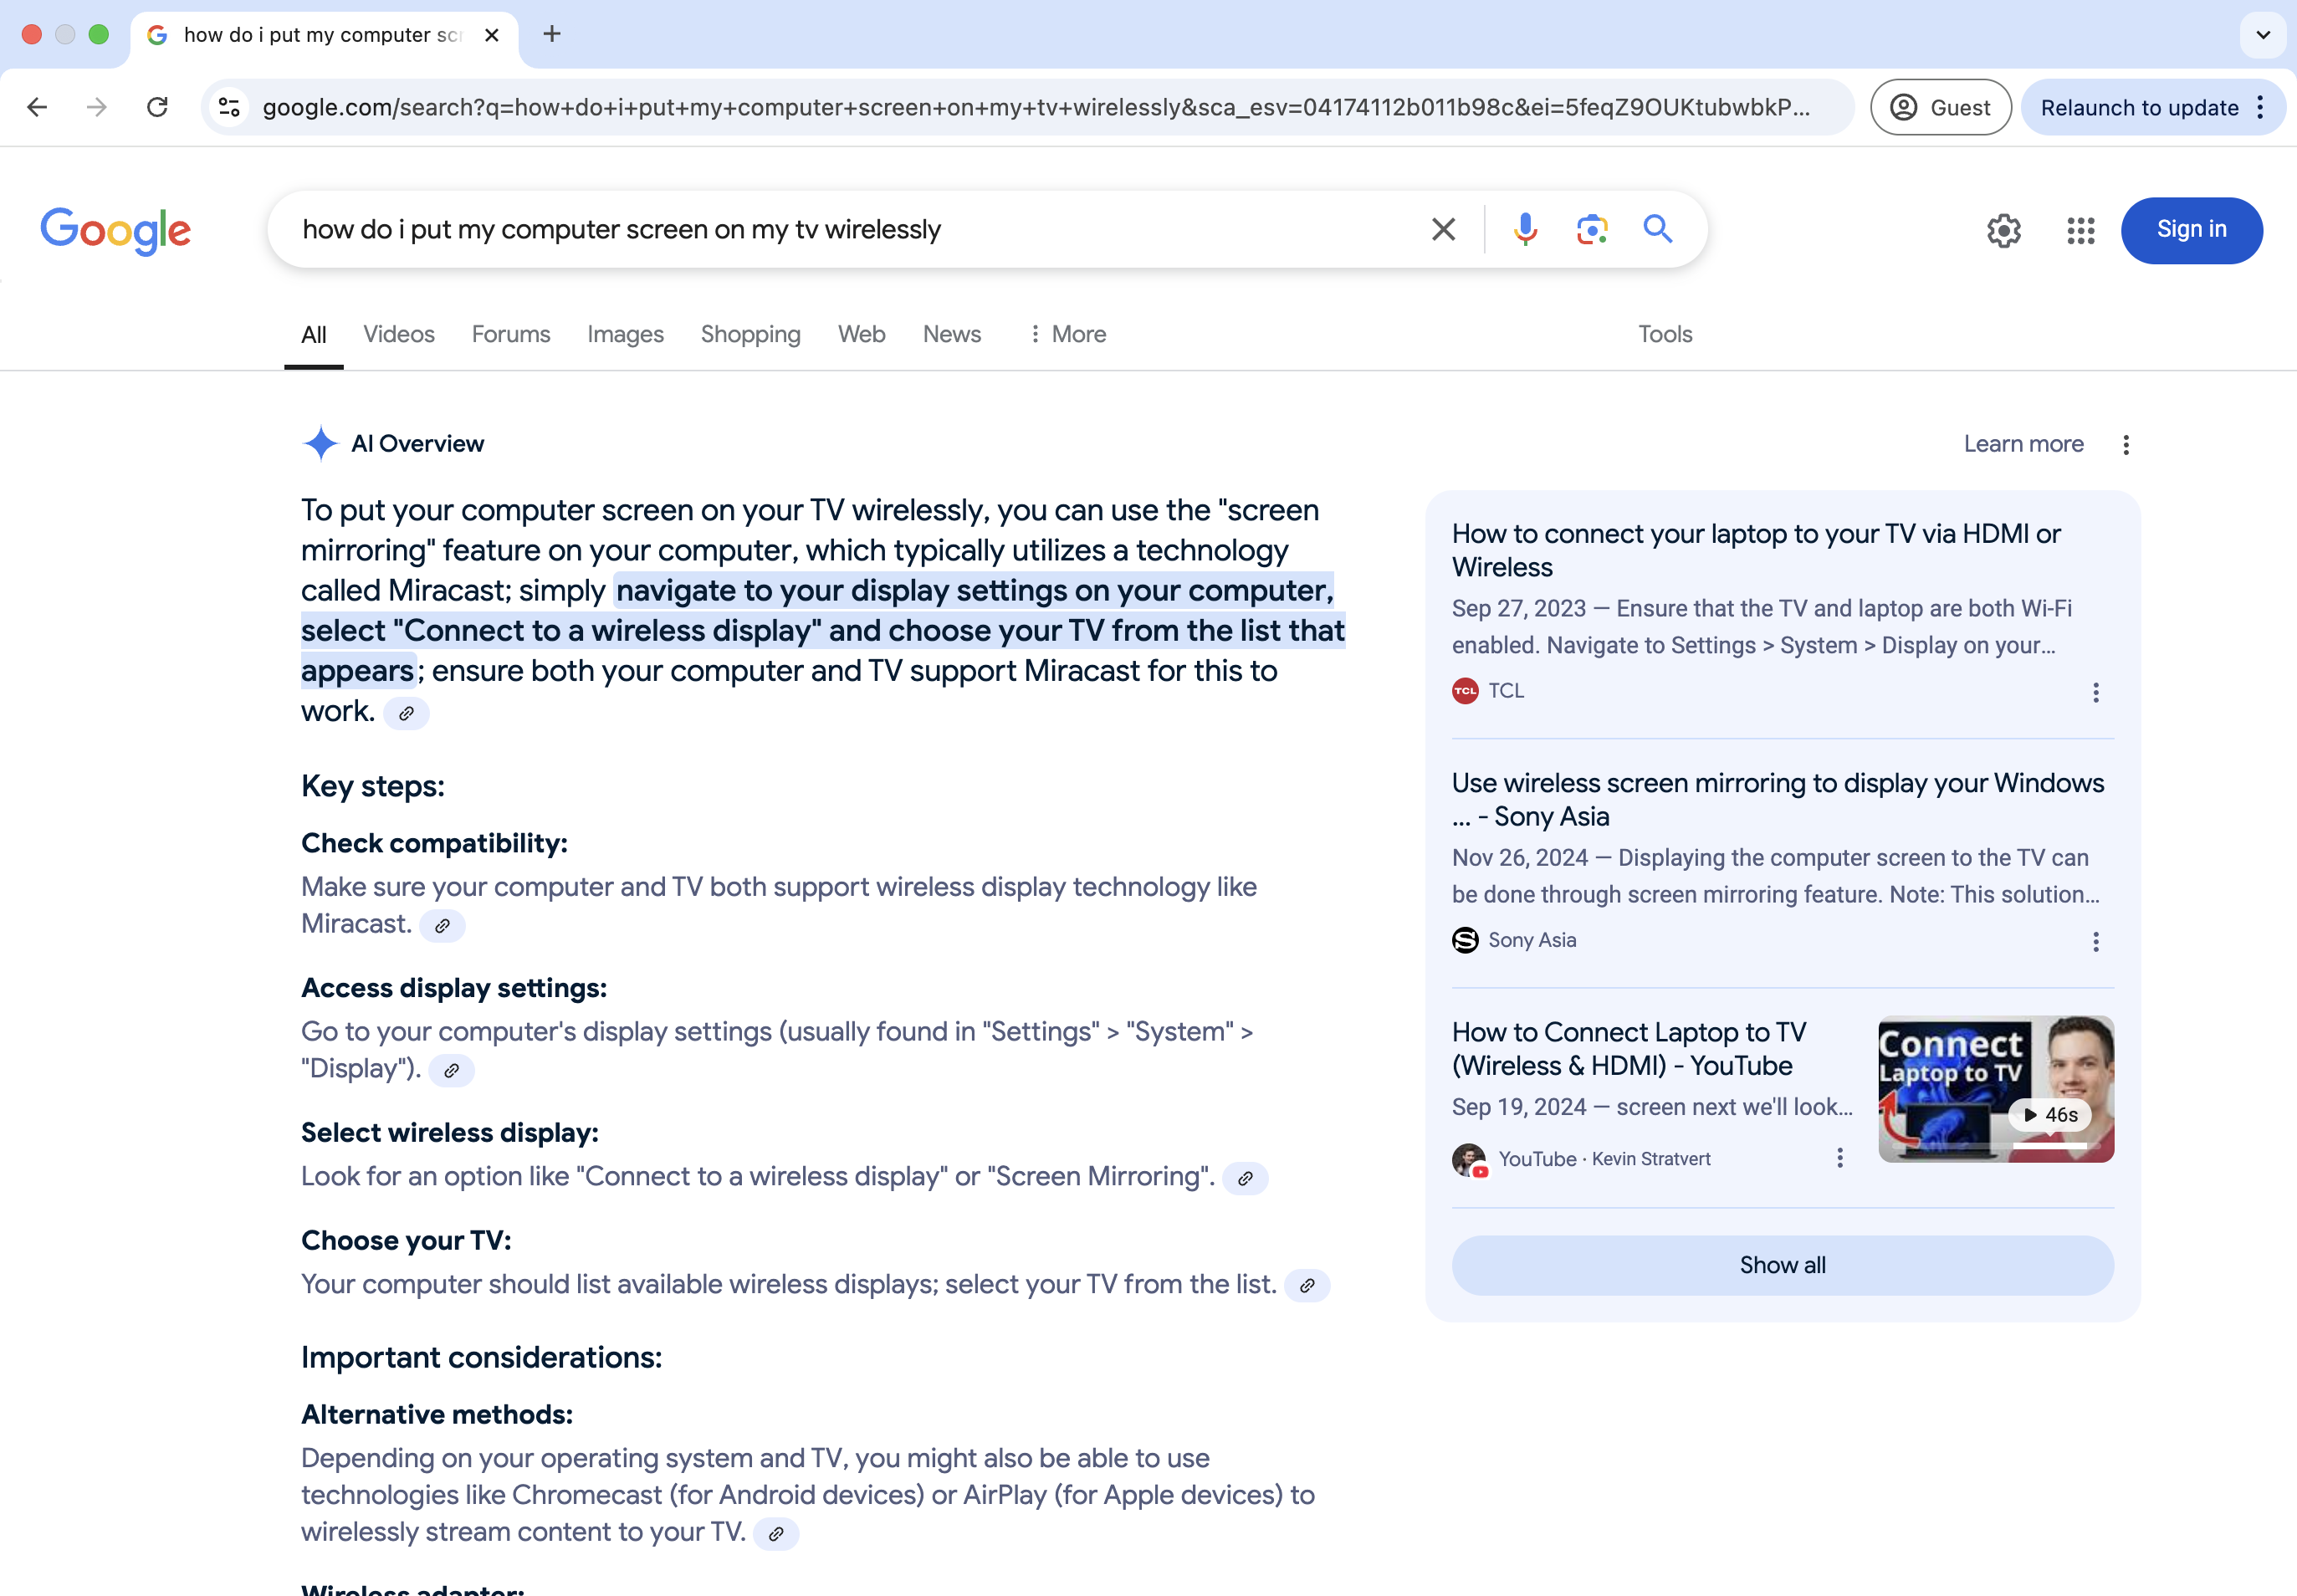 how do i put my computer scr
google.com/search?q=how+do+i+put+my+computer+screen+on+my+tv+wirelessly&sca_esv=04174112b011b98c&ei=5feqZ9OUKtubwbkP...
Guest
Relaunch to update
Google
how do i put my computer screen on my tv wirelessly
Sign in
All
Videos
Forums
Images
Shopping
Web
News
More
Tools
AI Overview
Learn more
To put your computer screen on your TV wirelessly, you can use the "screen
mirroring" feature on your computer, which typically utilizes a technology
called Miracast; simply navigate to your display settings on your computer,
select "Connect to a wireless display" and choose your TV from the list that
appears; ensure both your computer and TV support Miracast for this to
work.
Key steps:
Check compatibility:
Make sure your computer and TV both support wireless display technology like
Miracast.
Access display settings:
Go to your computer's display settings (usually found in "Settings" > "System" >
"Display").
Select wireless display:
Look for an option like "Connect to a wireless display" or "Screen Mirroring".
Choose your TV:
Your computer should list available wireless displays; select your TV from the list.
Important considerations:
Alternative methods:
Depending on your operating system and TV, you might also be able to use
technologies like Chromecast (for Android devices) or AirPlay (for Apple devices) to
wirelessly stream content to your TV.
Wireless adapter:
How to connect your laptop to your TV via HDMI or
Wireless
Sep 27, 2023 — Ensure that the TV and laptop are both Wi-Fi
enabled. Navigate to Settings > System > Display on your...
TCL TCL
Use wireless screen mirroring to display your Windows
... - Sony Asia
Nov 26, 2024 — Displaying the computer screen to the TV can
be done through screen mirroring feature. Note: This solution...
S Sony Asia
How to Connect Laptop to TV
(Wireless & HDMI) - YouTube
Sep 19, 2024 — screen next we'll look...
YouTube · Kevin Stratvert
Connect
Laptop to TV
46s
Show all